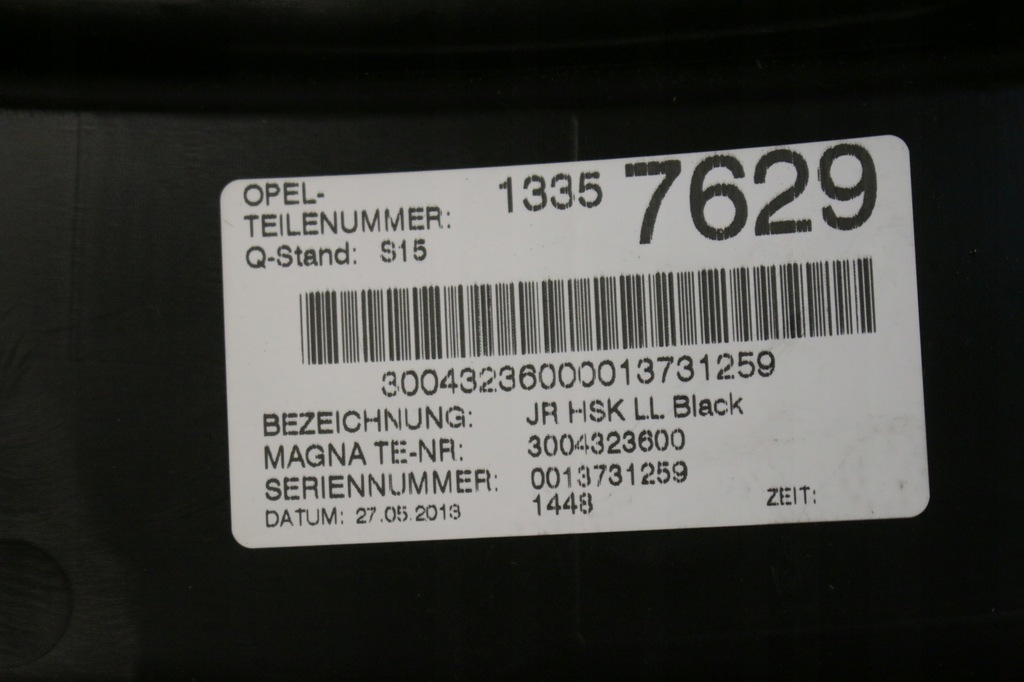 OPEL-
TEILENUMMER: 1335 7629
Q-Stand: S15
30043236000013731259
BEZEICHNUNG: JR HSK LL Black
MAGNA TE-NR: 3004323600
SERIENNUMMER: 0013731259
DATUM: 27.05.2013 1448 ZEIT: